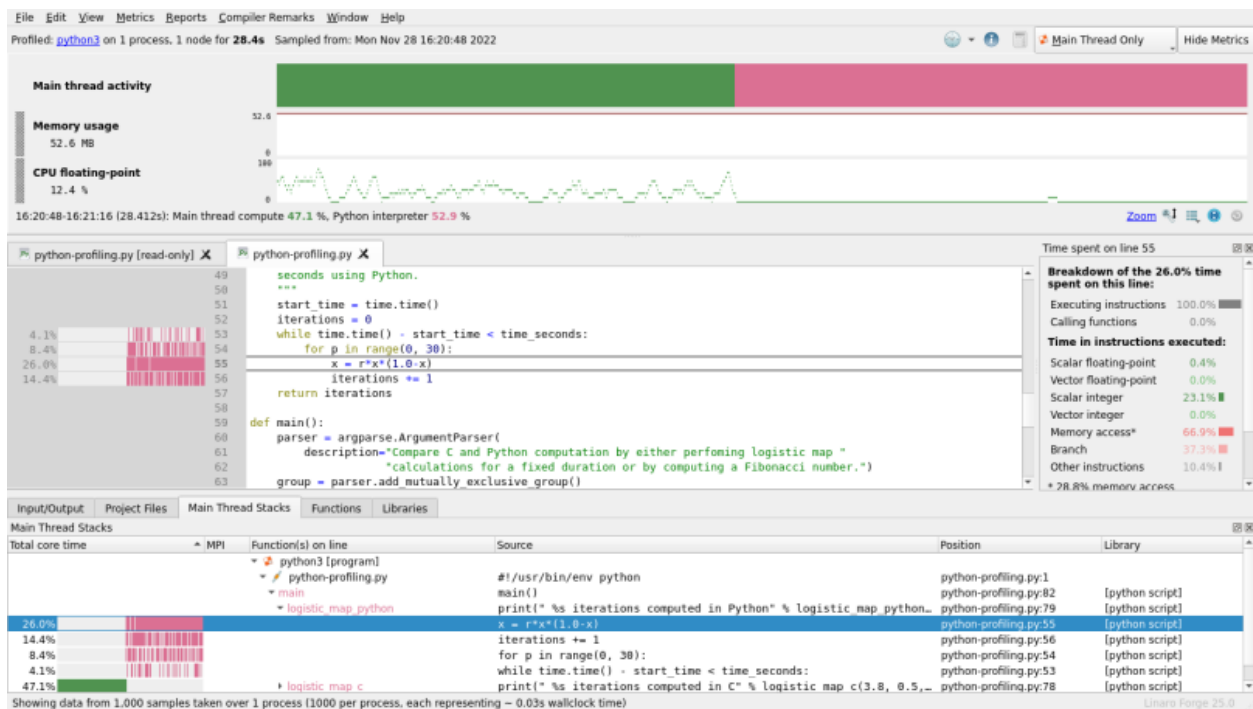 File Edit View Metrics Reports Compiler Remarks Window Help
Profiled: python3 on 1 process, 1 node for 28.4s Sampled from: Mon Nov 28 16:20:48 2022 Main Thread Only Hide Metrics
Main thread activity
52.6
Memory usage
52.6 MB
0
100
CPU floating-point
12.4 %
0
16:20:48-16:21:16 (28.412s): Main thread compute 47.1 %, Python interpreter 52.9 % Zoom
python-profiling.py [read-only] X python-profiling.py X
49 seconds using Python.
50 """
51 start_time = time.time()
52 iterations = 0
4.1% 53 while time.time() - start_time < time_seconds:
8.4% 54 for p in range(0, 30):
26.0% 55 x = r*x*(1.0-x)
14.4% 56 iterations += 1
57 return iterations
58
59 def main():
60 parser = argparse.ArgumentParser(
61 description="Compare C and Python computation by either perfoming logistic map "
62 "calculations for a fixed duration or by computing a Fibonacci number.")
63 group = parser.add_mutually_exclusive_group()
Time spent on line 55
Breakdown of the 26.0% time
spent on this line:
Executing instructions 100.0%
Calling functions 0.0%
Time in instructions executed:
Scalar floating-point 0.4%
Vector floating-point 0.0%
Scalar integer 23.1%
Vector integer 0.0%
Memory access* 66.9%
Branch 37.3%
Other instructions 10.4%
* 28.8% memory access
Input/Output Project Files Main Thread Stacks Functions Libraries
Main Thread Stacks
Total core time MPI Function(s) on line Source Position Library
python3 [program]
python-profiling.py #!/usr/bin/env python python-profiling.py:1
main main() python-profiling.py:82 [python script]
logistic_map_python print(" %s iterations computed in Python" % logistic_map_python… python-profiling.py:79 [python script]
26.0% x = r*x*(1.0-x) python-profiling.py:55 [python script]
14.4% iterations += 1 python-profiling.py:56 [python script]
8.4% for p in range(0, 30): python-profiling.py:54 [python script]
4.1% while time.time() - start_time < time_seconds: python-profiling.py:53 [python script]
47.1% logistic_map_c print(" %s iterations computed in C" % logistic_map_c(3.8, 0.5,… python-profiling.py:78 [python script]
Showing data from 1,000 samples taken over 1 process (1000 per process, each representing ~ 0.03s wallclock time) Linaro Forge 25.0